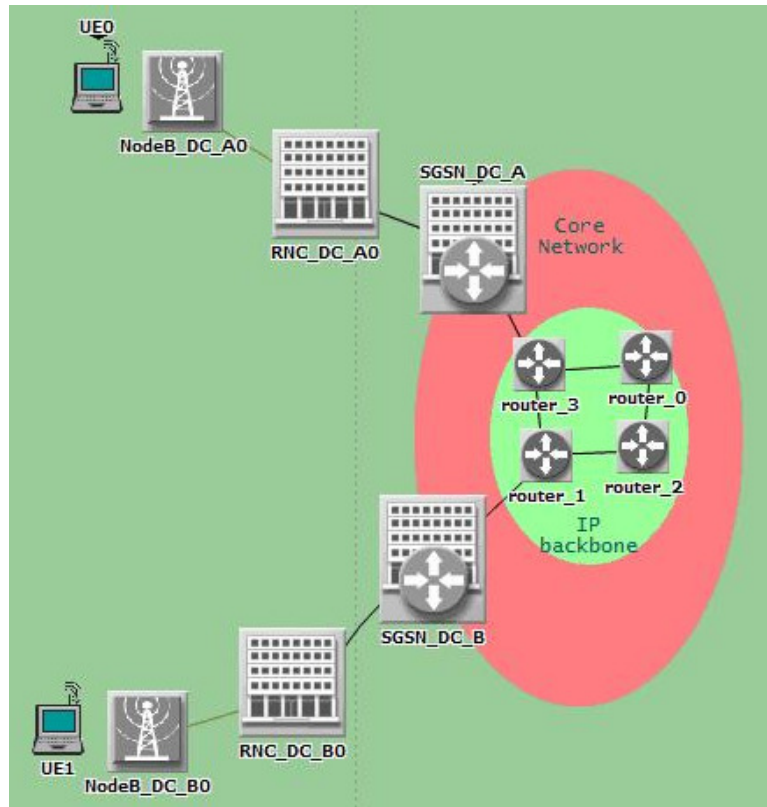 UE0
NodeB_DC_A0
RNC_DC_A0
SGSN_DC_A
Core
Network
router_3
router_0
router_1
router_2
IP
backbone
SGSN_DC_B
RNC_DC_B0
UE1
NodeB_DC_B0